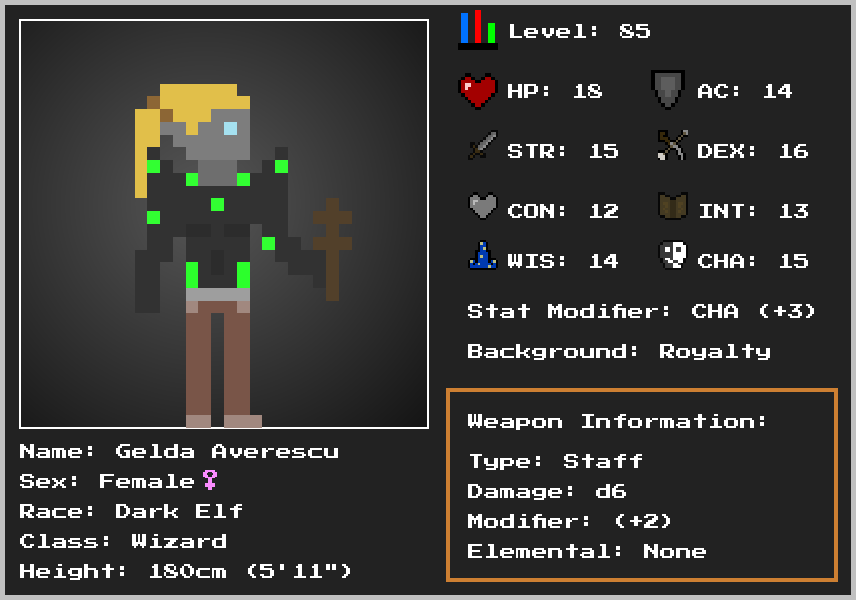 Level: 85
HP: 18 AC: 14
STR: 15 DEX: 16
CON: 12 INT: 13
WIS: 14 CHA: 15
Stat Modifier: CHA (+3)
Background: Royalty
Weapon Information:
Type: Staff
Damage: d6
Modifier: (+2)
Elemental: None
Name: Gelda Averescu
Sex: Female♀
Race: Dark Elf
Class: Wizard
Height: 180cm (5'11")